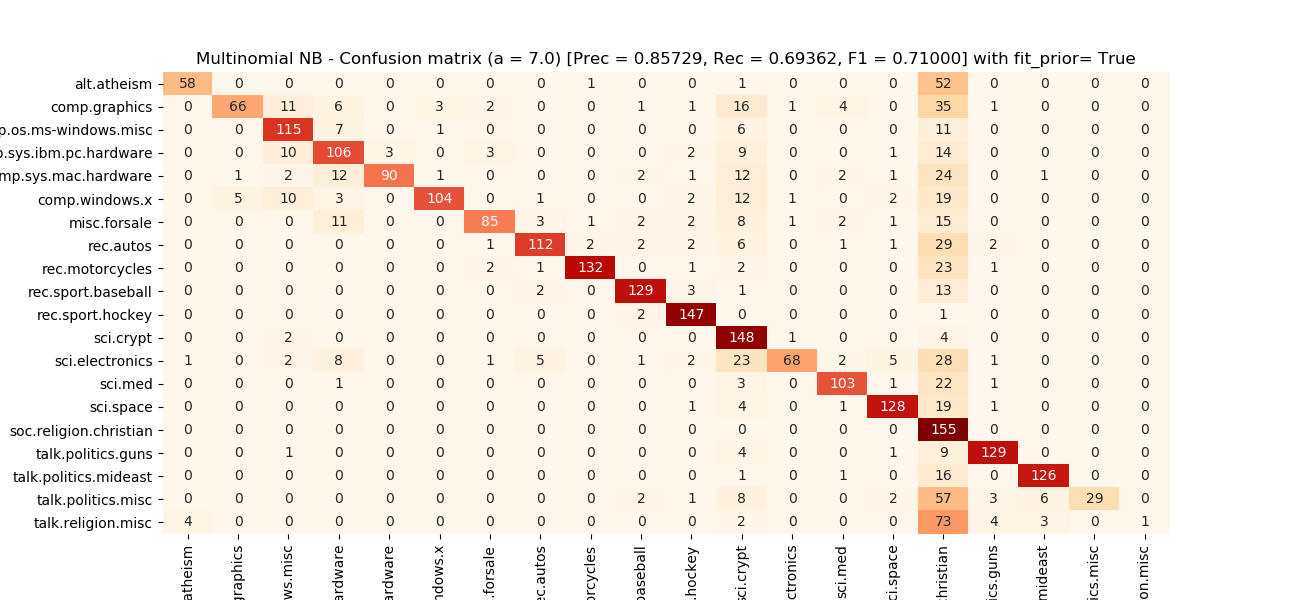 Multinomial NB - Confusion matrix (a = 7.0) [Prec = 0.85729, Rec = 0.69362, F1 = 0.71000] with fit_prior= True
alt.atheism 58 0 0 0 0 0 0 0 1 0 0 1 0 0 0 52 0 0 0 0
comp.graphics 0 66 11 6 0 3 2 0 0 1 1 16 1 4 0 35 1 0 0 0
p.os.ms-windows.misc 0 0 115 7 0 1 0 0 0 0 0 6 0 0 0 11 0 0 0 0
o.sys.ibm.pc.hardware 0 0 10 106 3 0 3 0 0 0 2 9 0 0 1 14 0 0 0 0
mp.sys.mac.hardware 0 1 2 12 90 1 0 0 0 2 1 12 0 2 1 24 0 1 0 0
comp.windows.x 0 5 10 3 0 104 0 1 0 0 2 12 1 0 2 19 0 0 0 0
misc.forsale 0 0 0 11 0 0 85 3 1 2 2 8 1 2 1 15 0 0 0 0
rec.autos 0 0 0 0 0 0 1 112 2 2 2 6 0 1 1 29 2 0 0 0
rec.motorcycles 0 0 0 0 0 0 2 1 132 0 1 2 0 0 0 23 1 0 0 0
rec.sport.baseball 0 0 0 0 0 0 0 2 0 129 3 1 0 0 0 13 0 0 0 0
rec.sport.hockey 0 0 0 0 0 0 0 0 0 2 147 0 0 0 0 1 0 0 0 0
sci.crypt 0 0 2 0 0 0 0 0 0 0 0 148 1 0 0 4 0 0 0 0
sci.electronics 1 0 2 8 0 0 1 5 0 1 2 23 68 2 5 28 1 0 0 0
sci.med 0 0 0 1 0 0 0 0 0 0 0 3 0 103 1 22 1 0 0 0
sci.space 0 0 0 0 0 0 0 0 0 0 1 4 0 1 128 19 1 0 0 0
soc.religion.christian 0 0 0 0 0 0 0 0 0 0 0 0 0 0 0 155 0 0 0 0
talk.politics.guns 0 0 1 0 0 0 0 0 0 0 0 4 0 0 1 9 129 0 0 0
talk.politics.mideast 0 0 0 0 0 0 0 0 0 0 0 1 0 1 0 16 0 126 0 0
talk.politics.misc 0 0 0 0 0 0 0 0 0 2 1 8 0 0 2 57 3 6 29 0
talk.religion.misc 4 0 0 0 0 0 0 0 0 0 0 2 0 0 0 73 4 3 0 1
atheism
graphics
ws.misc
ardware
ardware
ndows.x
.forsale
ec.autos
orcycles
baseball
.hockey
sci.crypt
ctronics
sci.med
ci.space
christian
ics.guns
mideast
ics.misc
on.misc